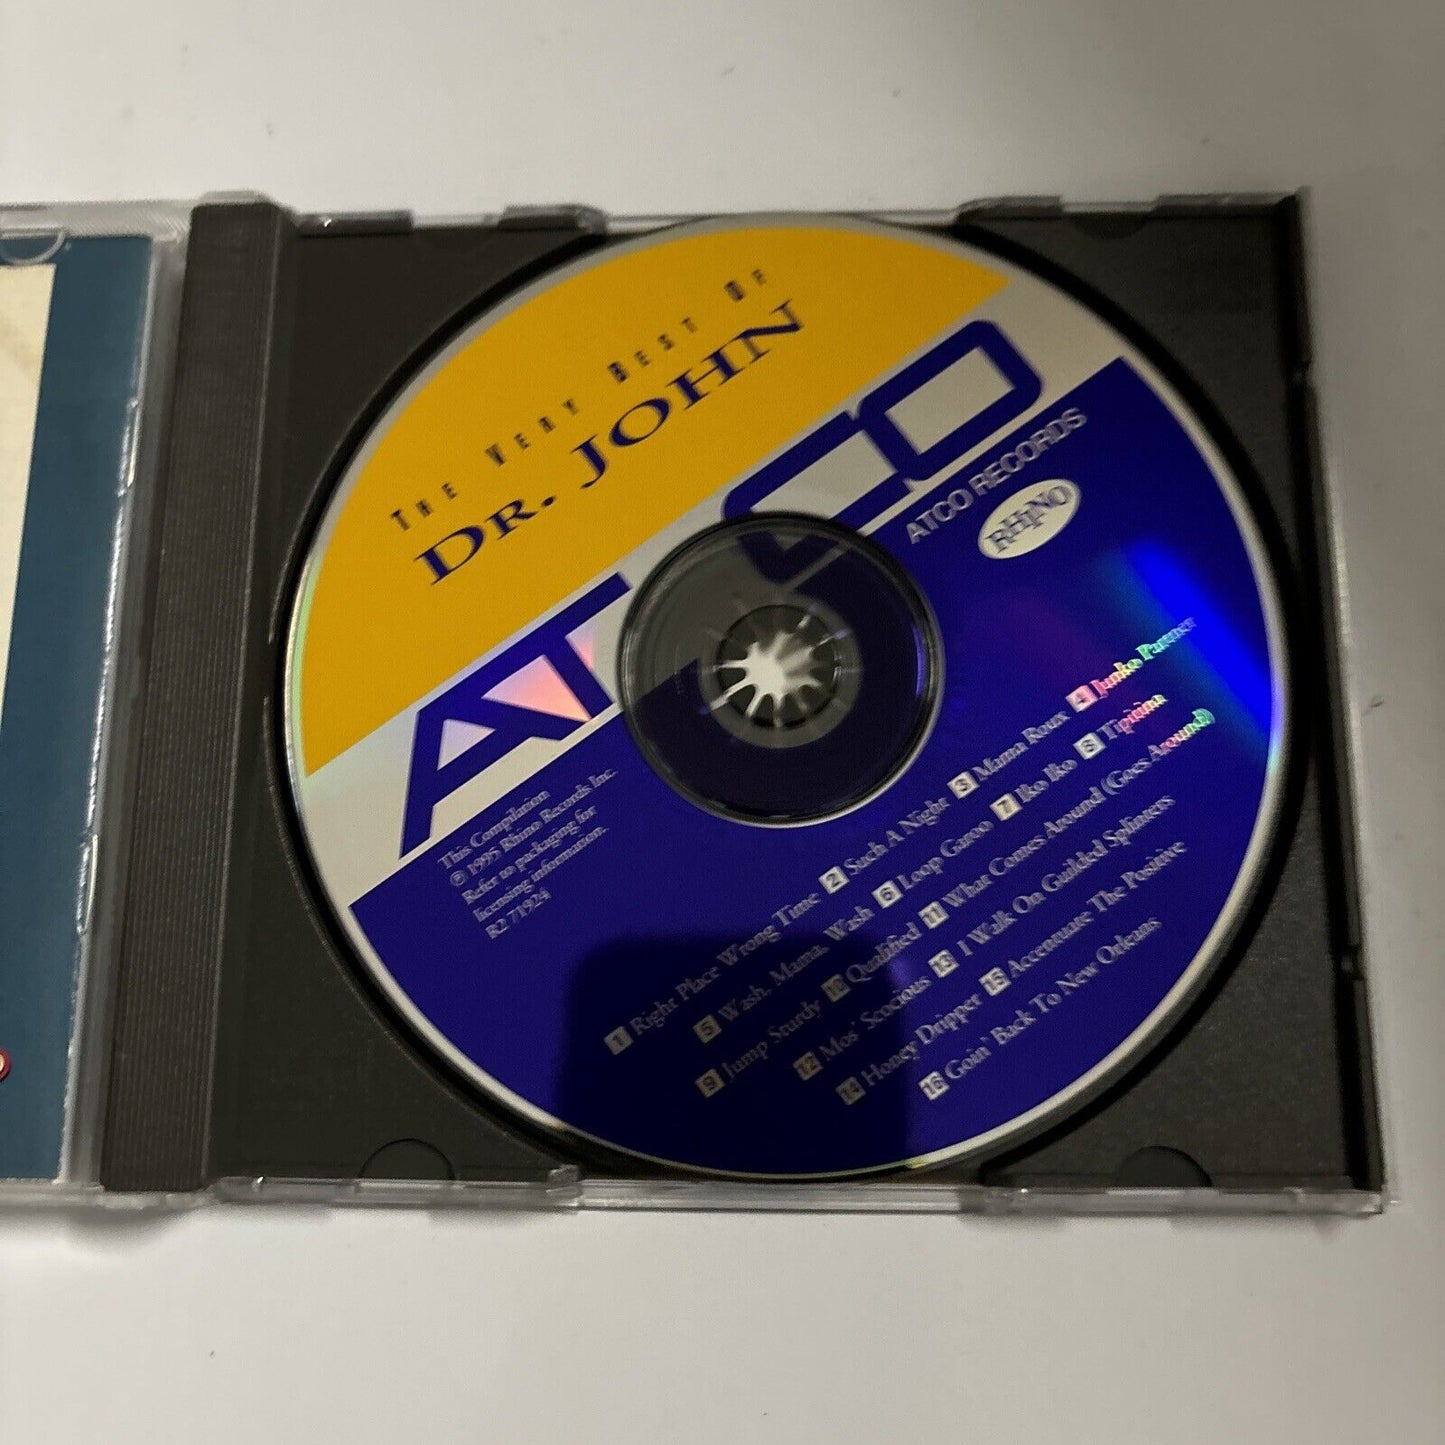 THE VERY BEST OF
DR. JOHN
ATCO
ATCO RECORDS
RHINO
This Compilation
℗ 1995 Rhino Records Inc.
Refer to packaging for
licensing information.
R2 71924
1 Right Place Wrong Time 2 Such A Night 3 Mama Roux 4 Junko Partner
5 Wash, Mama, Wash 6 Loop Garoo 7 Iko Iko 8 Tipitina
9 Jump Sturdy 10 Qualified 11 What Comes Around (Goes Around)
12 Mos' Scocious 13 I Walk On Guilded Splinters
14 Honey Dripper 15 Accentuate The Positive
16 Goin' Back To New Orleans